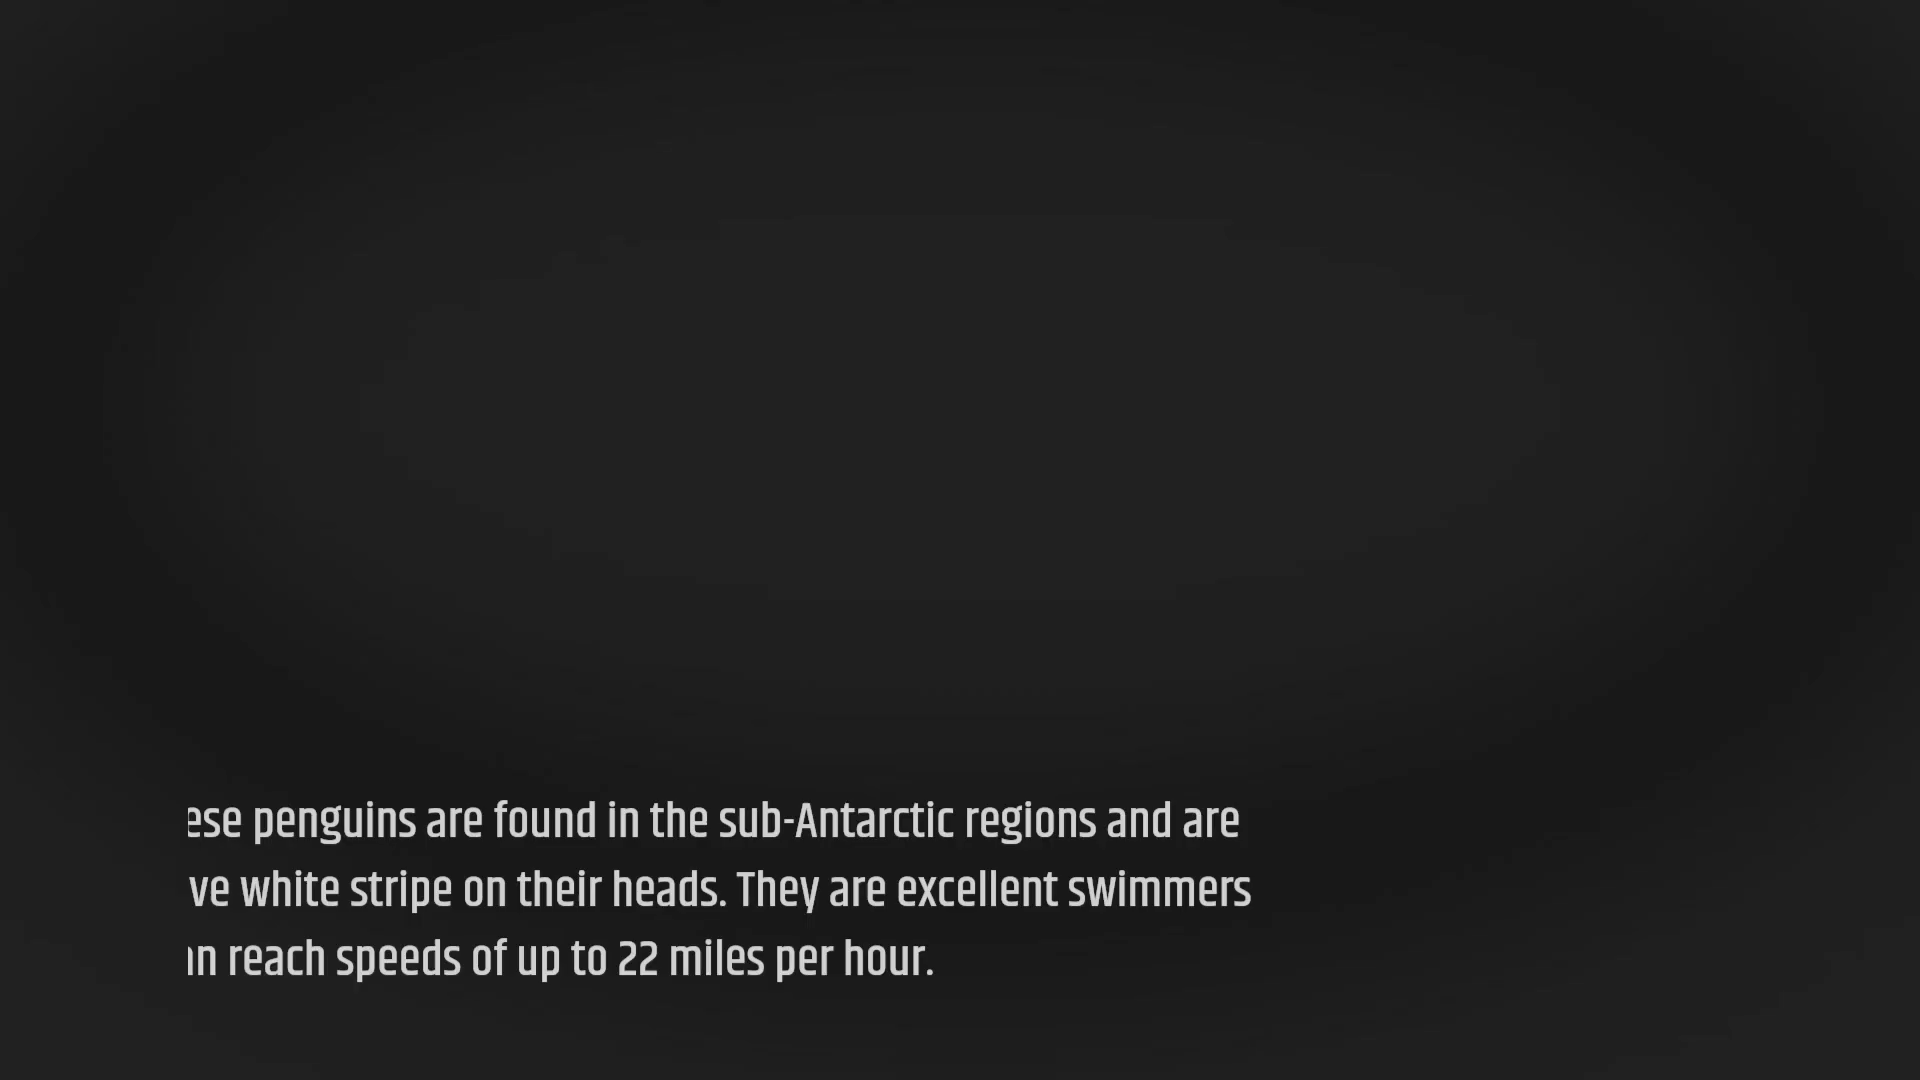 ese penguins are found in the sub-Antarctic regions and are
ve white stripe on their heads. They are excellent swimmers
n reach speeds of up to 22 miles per hour.